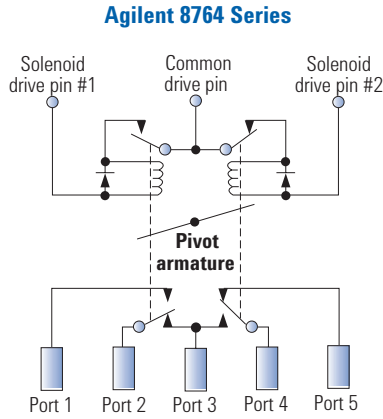 Agilent 8764 Series
Solenoid
drive pin #1
Common
drive pin
Solenoid
drive pin #2
Pivot
armature
Port 1
Port 2
Port 3
Port 4
Port 5